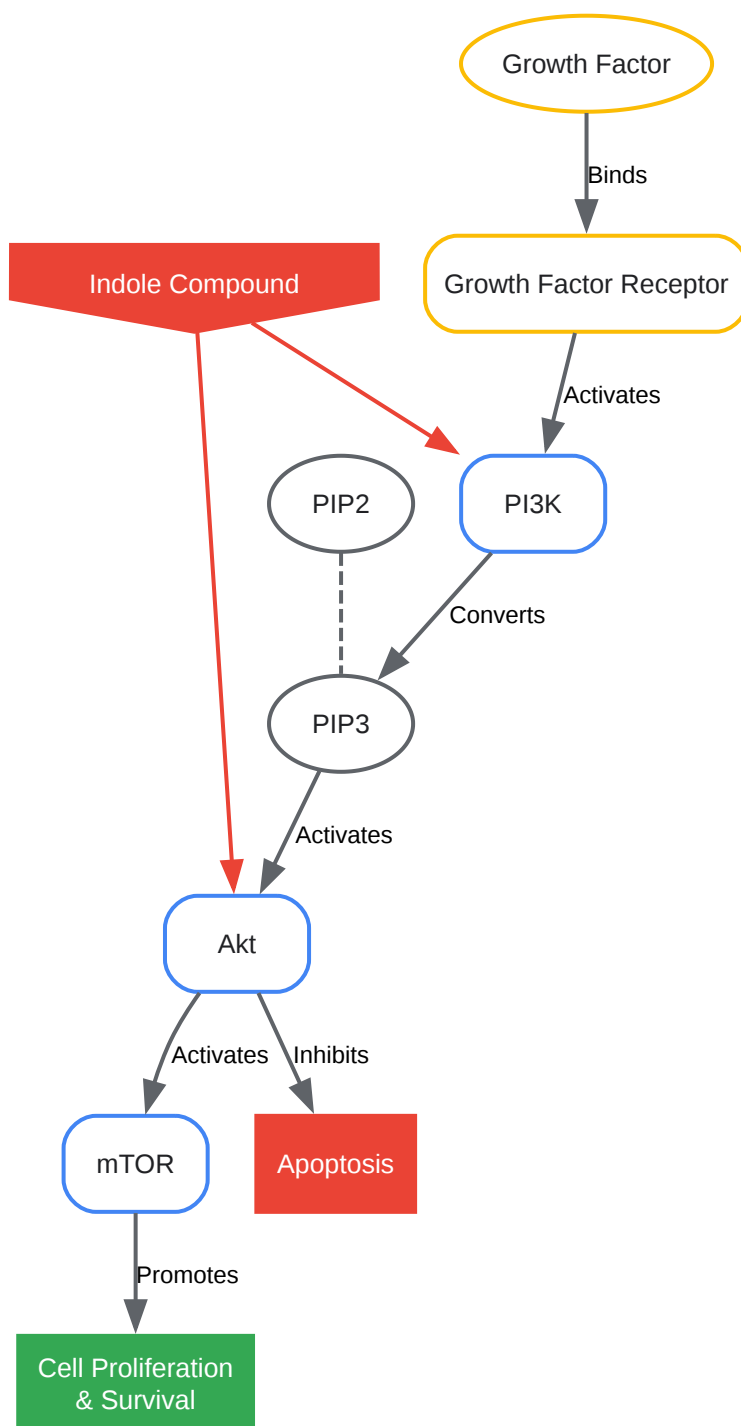 Growth Factor
Binds
Indole Compound
Growth Factor Receptor
Activates
PIP2
PI3K
Converts
PIP3
Activates
Akt
Activates
Inhibits
mTOR
Apoptosis
Promotes
Cell Proliferation
& Survival